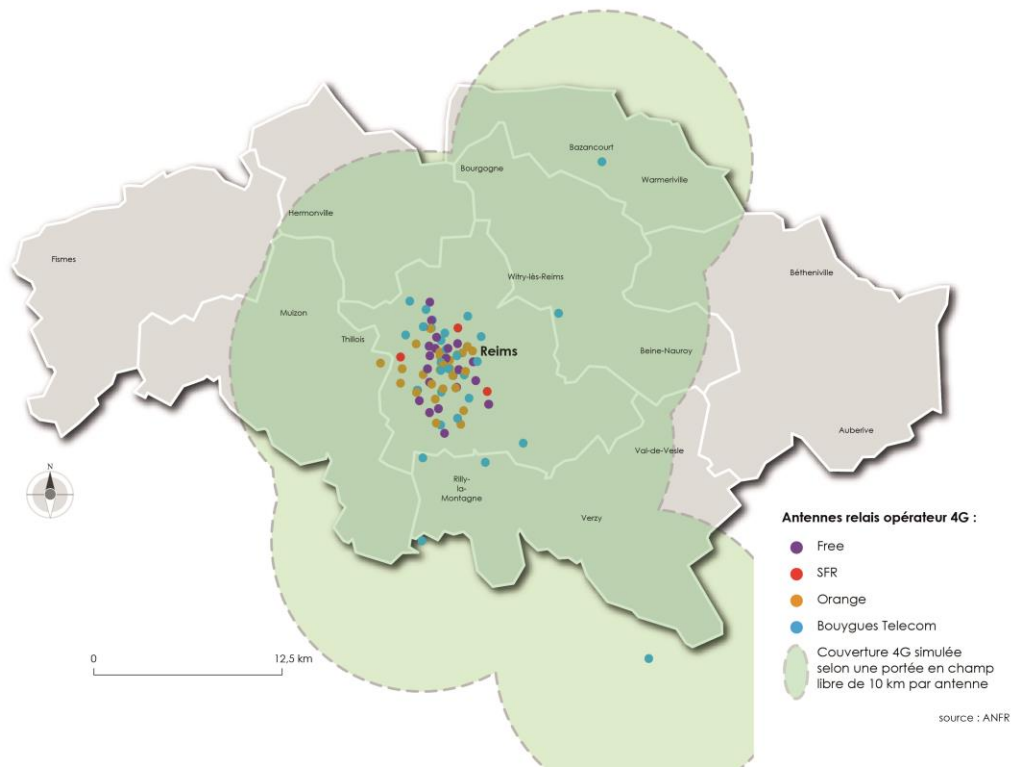 Bazancourt
Bourgogne
Warmeriville
Hermonville
Fismes
Bétheniville
Witry-lès-Reims
Muizon
Thillois
Reims
Beine-Nauroy
Auberive
Val-de-Vesle
Rilly-
la-
Montagne
Verzy
N
0 12,5 km
Antennes relais opérateur 4G :
Free
SFR
Orange
Bouygues Telecom
Couverture 4G simulée
selon une portée en champ
libre de 10 km par antenne
source : ANFR